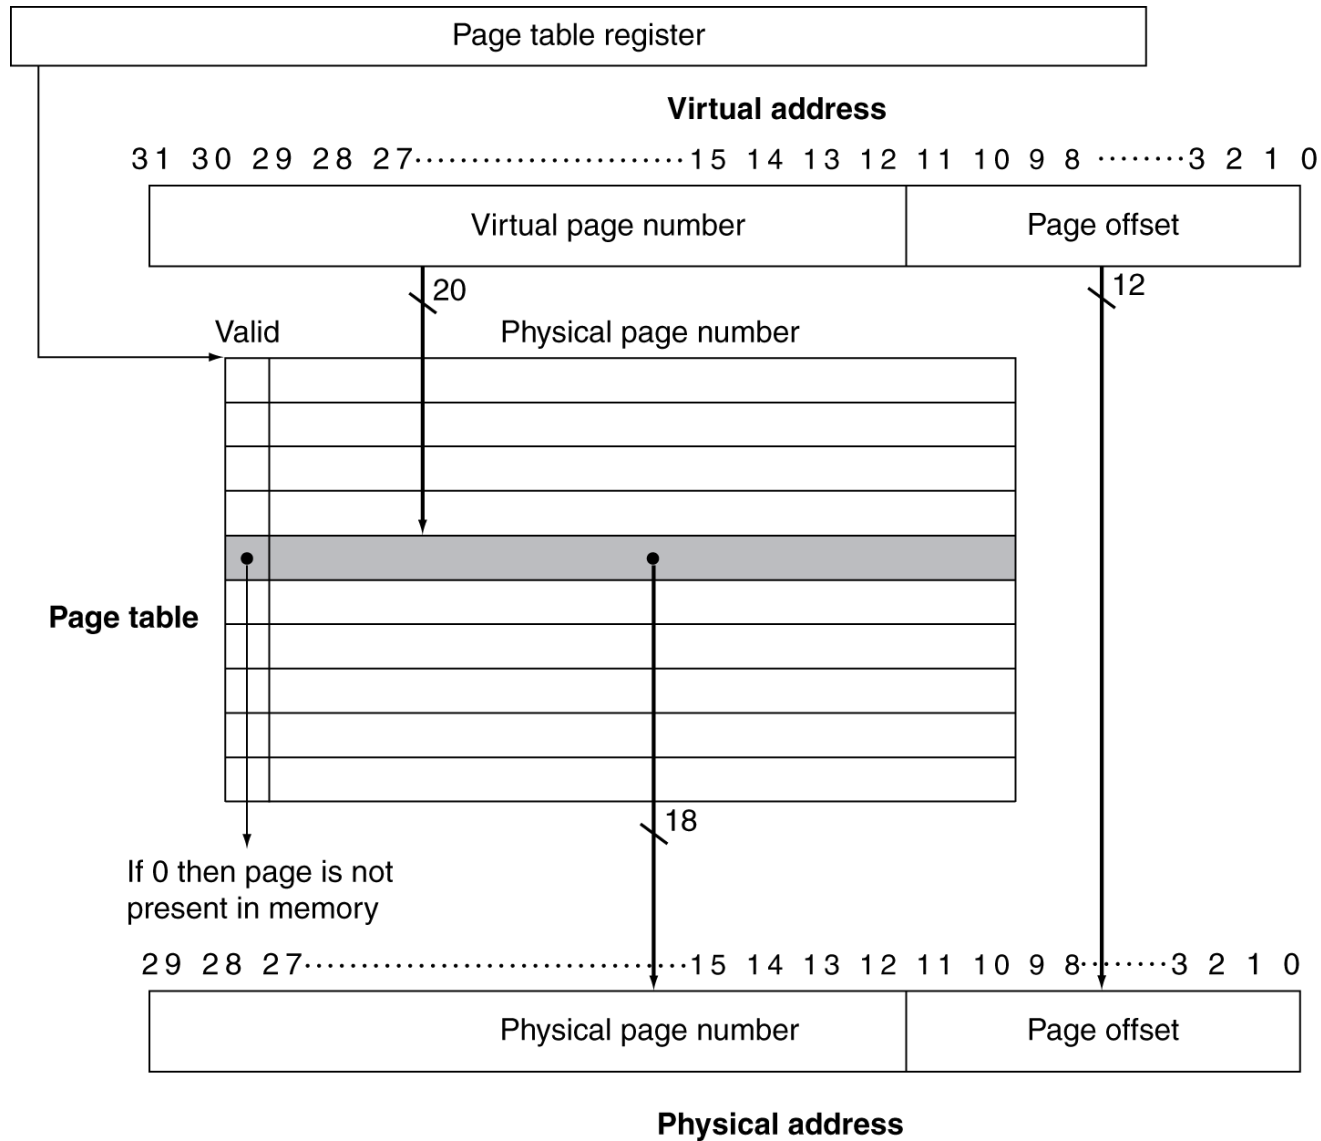 Page table register
Virtual address
31 30 29 28 27·······················15 14 13 12 11 10 9 8 ········3 2 1 0
Virtual page number
Page offset
20
12
Valid
Physical page number
Page table
18
If 0 then page is not
present in memory
29 28 27·································15 14 13 12 11 10 9 8········3 2 1 0
Physical page number
Page offset
Physical address